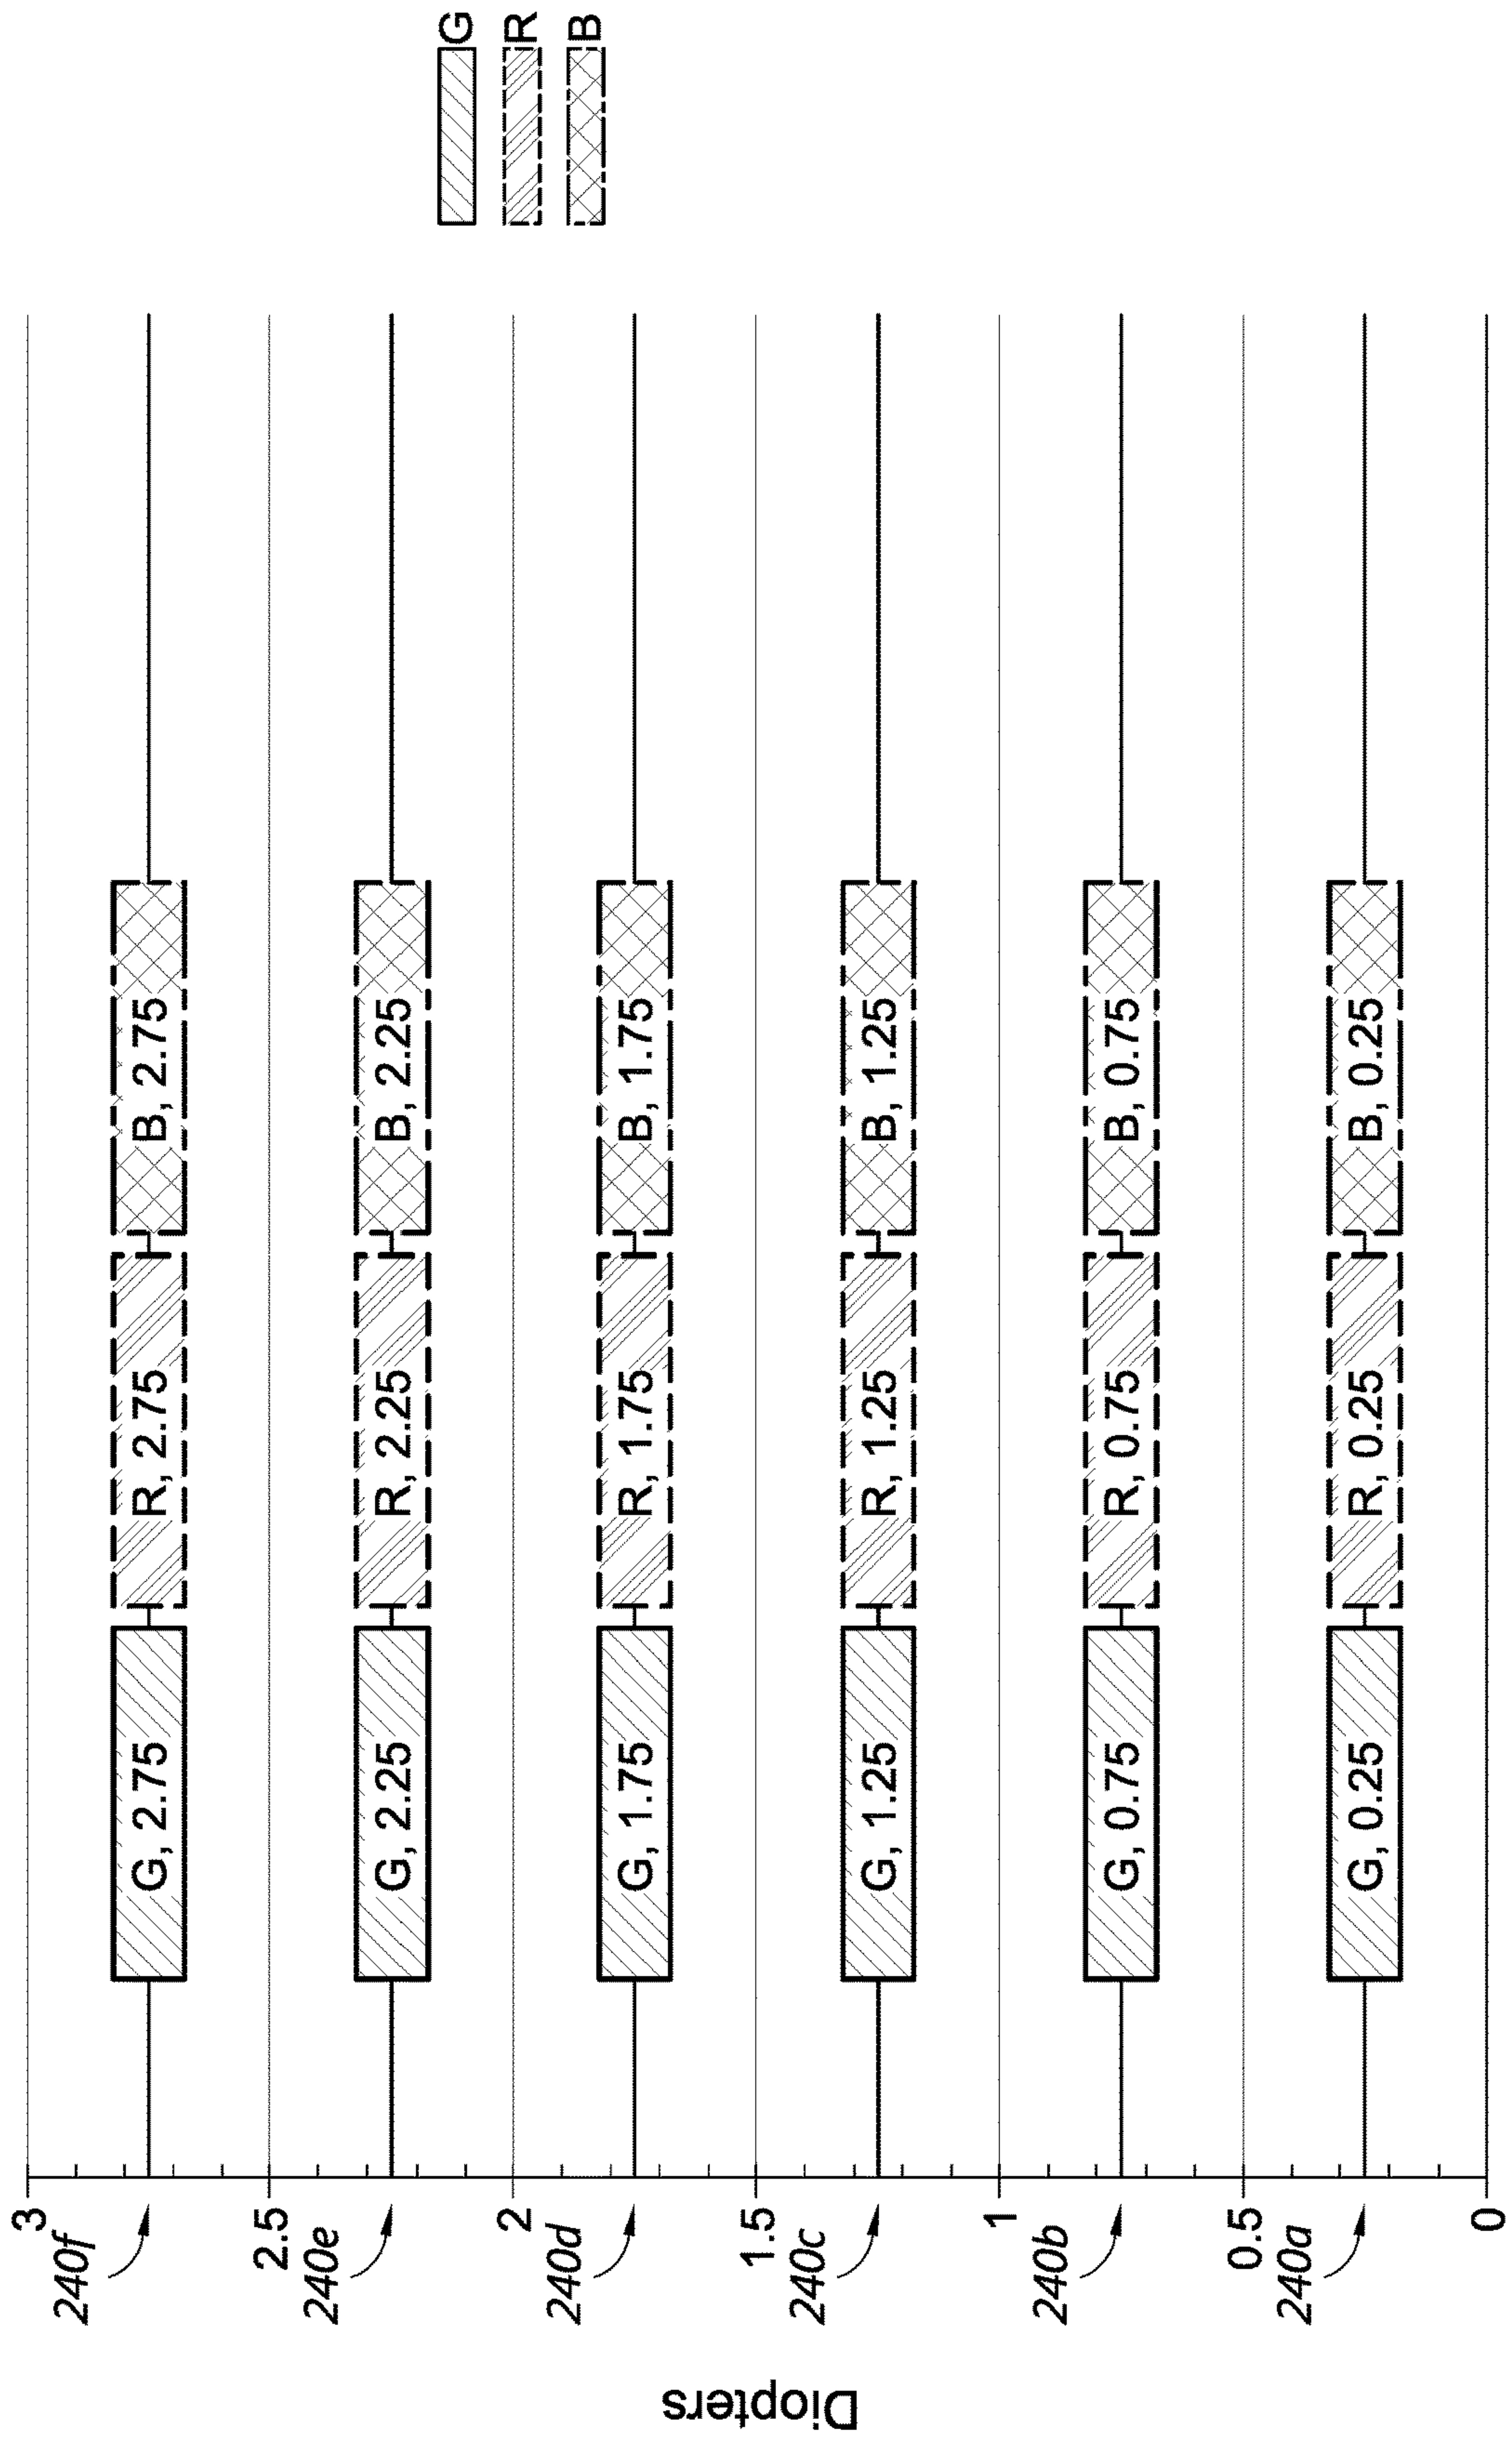 Diopters
3
240f
G, 2.75
R, 2.75
B, 2.75
2.5
240e
G, 2.25
R, 2.25
B, 2.25
2
240d
G, 1.75
R, 1.75
B, 1.75
1.5
240c
G, 1.25
R, 1.25
B, 1.25
1
240b
G, 0.75
R, 0.75
B, 0.75
0.5
240a
G, 0.25
R, 0.25
B, 0.25
0
G
R
B